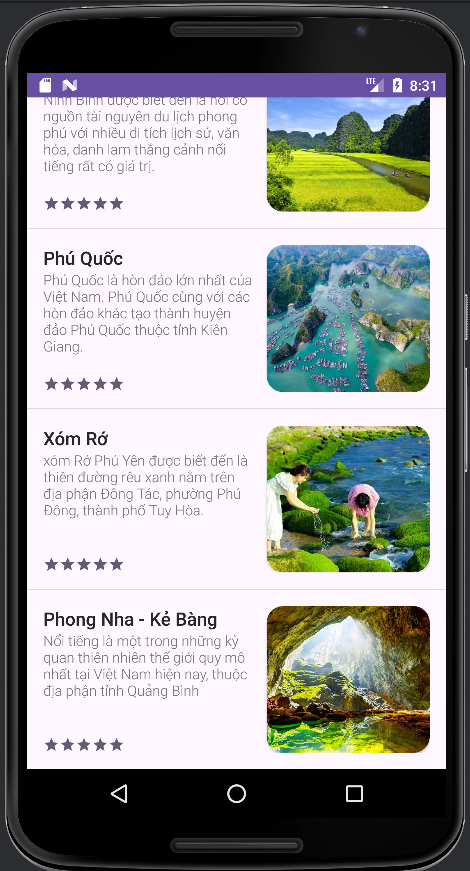 LTE 8:31
Ninh Bình được biết đến là nơi có
nguồn tài nguyên du lịch phong
phú với nhiều di tích lịch sử, văn
hóa, danh lam thắng cảnh nổi
tiếng rất có giá trị.
Phú Quốc
Phú Quốc là hòn đảo lớn nhất của
Việt Nam. Phú Quốc cùng với các
hòn đảo khác tạo thành huyện
đảo Phú Quốc thuộc tỉnh Kiên
Giang.
Xóm Rớ
xóm Rớ Phú Yên được biết đến là
thiên đường rêu xanh nằm trên
địa phận Đông Tác, phường Phú
Đông, thành phố Tuy Hòa.
Phong Nha - Kẻ Bàng
Nổi tiếng là một trong những kỳ
quan thiên nhiên thế giới quy mô
nhất tại Việt Nam hiện nay, thuộc
địa phận tỉnh Quảng Bình